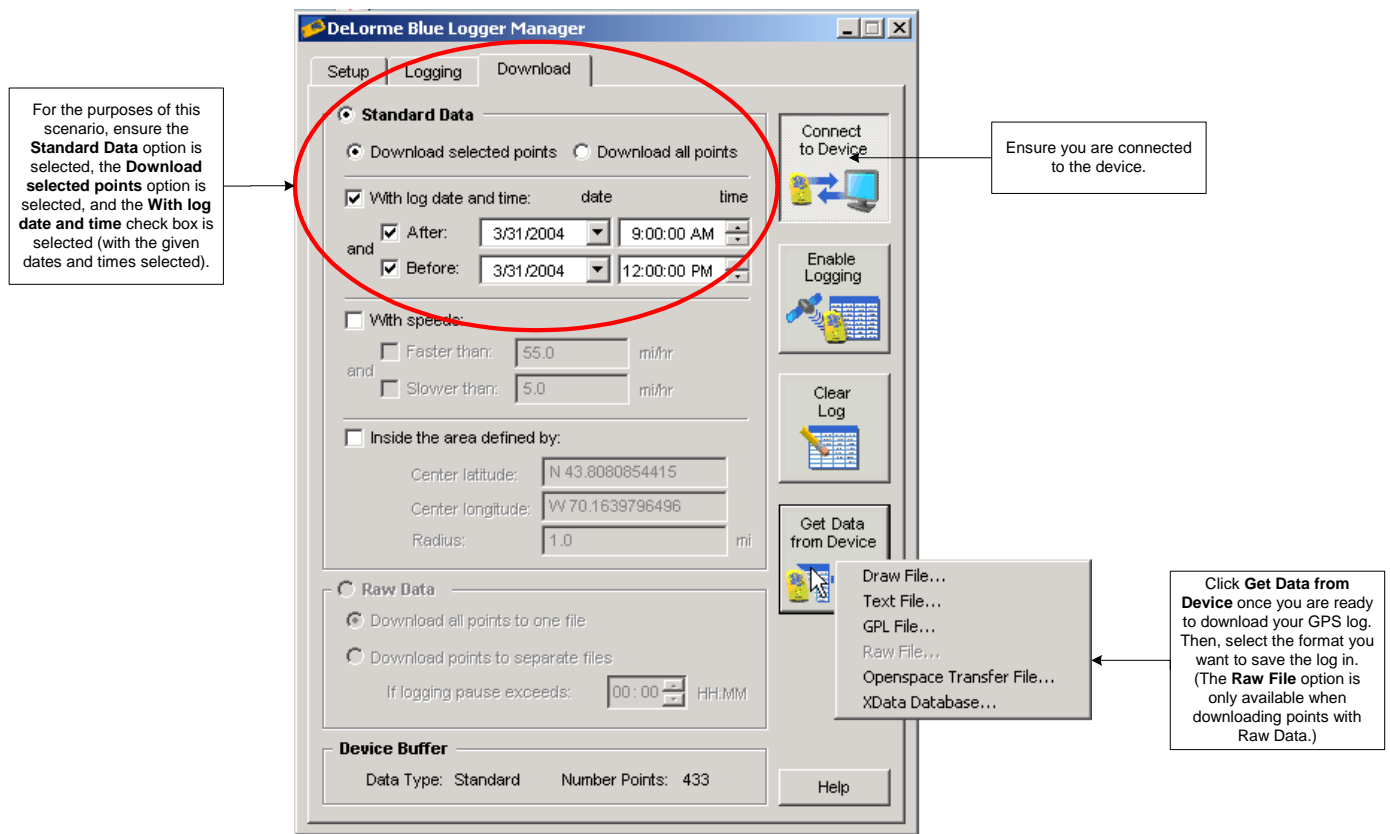 DeLorme Blue Logger Manager
Setup Logging Download
For the purposes of this
scenario, ensure the
Standard Data option is
selected, the Download
selected points option is
selected, and the With log
date and time check box is
selected (with the given
dates and times selected).
Standard Data
Download selected points Download all points
With log date and time: date time
and
After: 3/31/2004 9:00:00 AM
Before: 3/31/2004 12:00:00 PM
With speeds:
and
Faster than: 55.0 mi/hr
Slower than: 5.0 mi/hr
Inside the area defined by:
Center latitude: N 43.8080854415
Center longitude: W 70.1639796496
Radius: 1.0 mi
Raw Data
Download all points to one file
Download points to separate files
If logging pause exceeds: 00:00 HH:MM
Device Buffer
Data Type: Standard Number Points: 433
Connect
to Device
Ensure you are connected
to the device.
Enable
Logging
Clear
Log
Get Data
from Device
Draw File...
Text File...
GPL File...
Raw File...
Openspace Transfer File...
XData Database...
Click Get Data from
Device once you are ready
to download your GPS log.
Then, select the format you
want to save the log in.
(The Raw File option is
only available when
downloading points with
Raw Data.)
Help